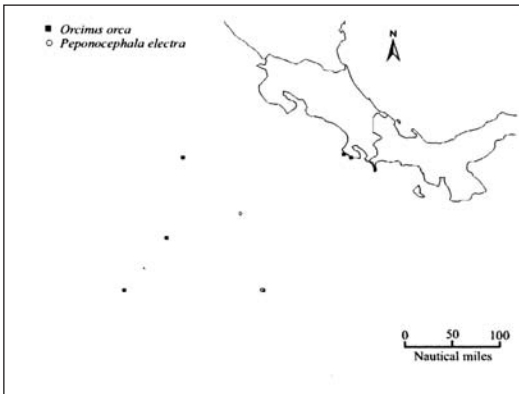 Orcinus orca
Peponocephala electra
N
0 50 100
Nautical miles